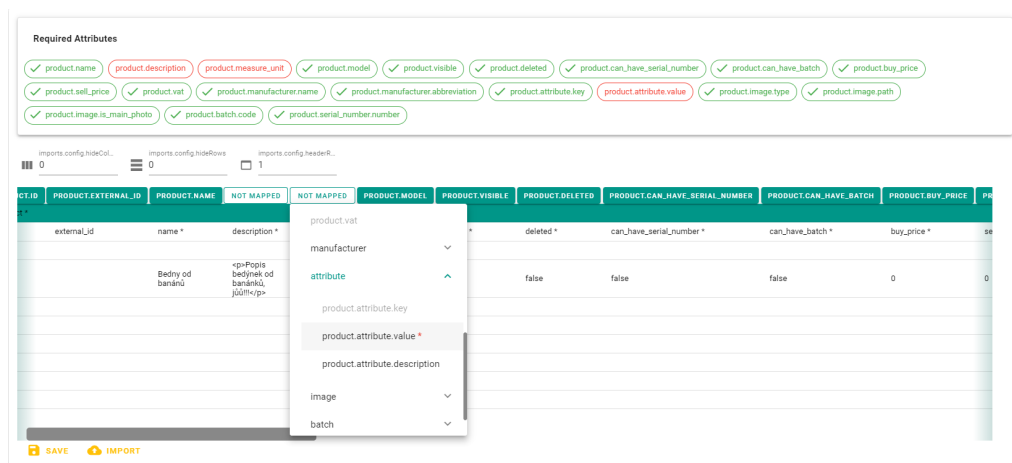 Required Attributes
product.name product.description product.measure_unit product.model product.visible product.deleted product.can_have_serial_number product.can_have_batch product.buy_price
product.sell_price product.vat product.manufacturer.name product.manufacturer.abbreviation product.attribute.key product.attribute.value product.image.type product.image.path
product.image.is_main_photo product.batch.code product.serial_number.number
imports.config.hideCol... imports.config.hideRows imports.config.headerR...
0 0 1
CT.ID PRODUCT.EXTERNAL_ID PRODUCT.NAME NOT MAPPED NOT MAPPED PRODUCT.MODEL PRODUCT.VISIBLE PRODUCT.DELETED PRODUCT.CAN_HAVE_SERIAL_NUMBER PRODUCT.CAN_HAVE_BATCH PRODUCT.BUY_PRICE PR
ct *
external_id name * description * * deleted * can_have_serial_number * can_have_batch * buy_price * se
Bedny od
banánů
<p>Popis
bedýnek od
banánků,
jůů!!!</p>
false false false 0 0
product.vat
manufacturer
attribute
product.attribute.key
product.attribute.value *
product.attribute.description
image
batch
SAVE IMPORT